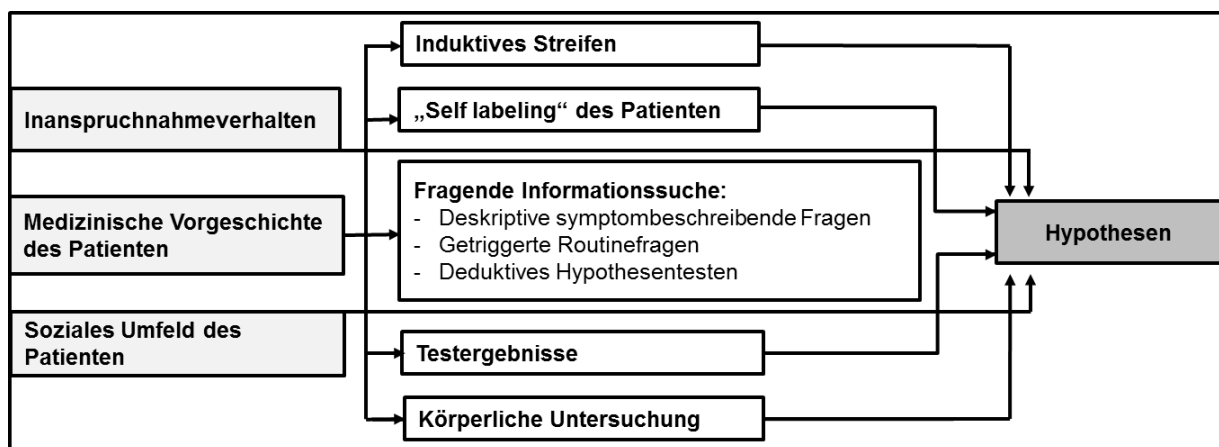 Induktives Streifen
Inanspruchnahmeverhalten
„Self labeling“ des Patienten
Medizinische Vorgeschichte
des Patienten
Fragende Informationssuche:
- Deskriptive symptombeschreibende Fragen
- Getriggerte Routinefragen
- Deduktives Hypothesentesten
Hypothesen
Soziales Umfeld des
Patienten
Testergebnisse
Körperliche Untersuchung